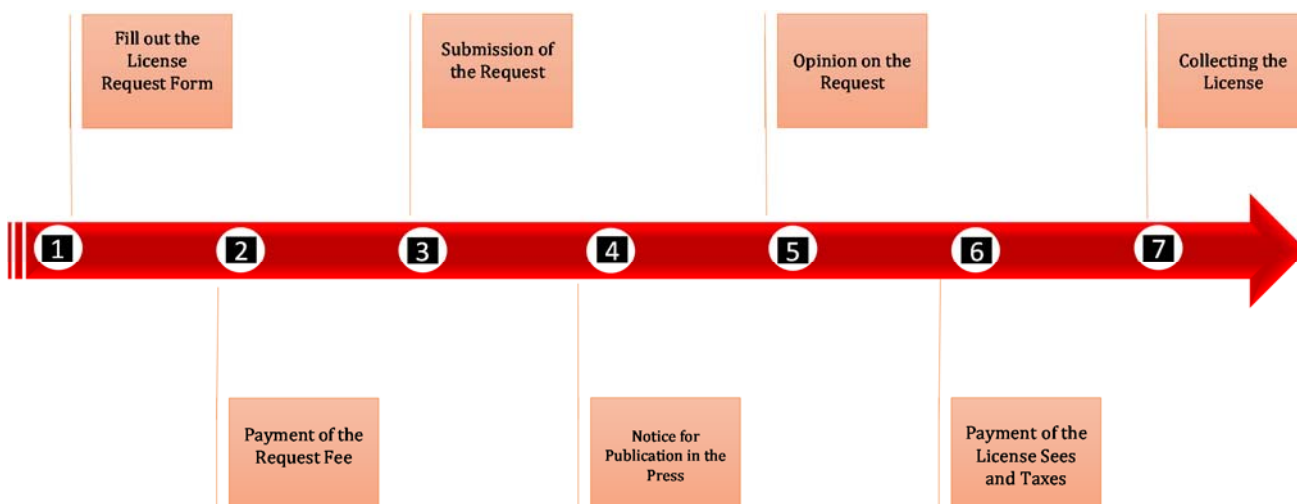 Fill out the
License
Request Form
Submission of
the Request
Opinion on the
Request
Collecting the
License
1
2
3
4
5
6
7
Payment of the
Request Fee
Notice for
Publication in the
Press
Payment of the
License Sees
and Taxes